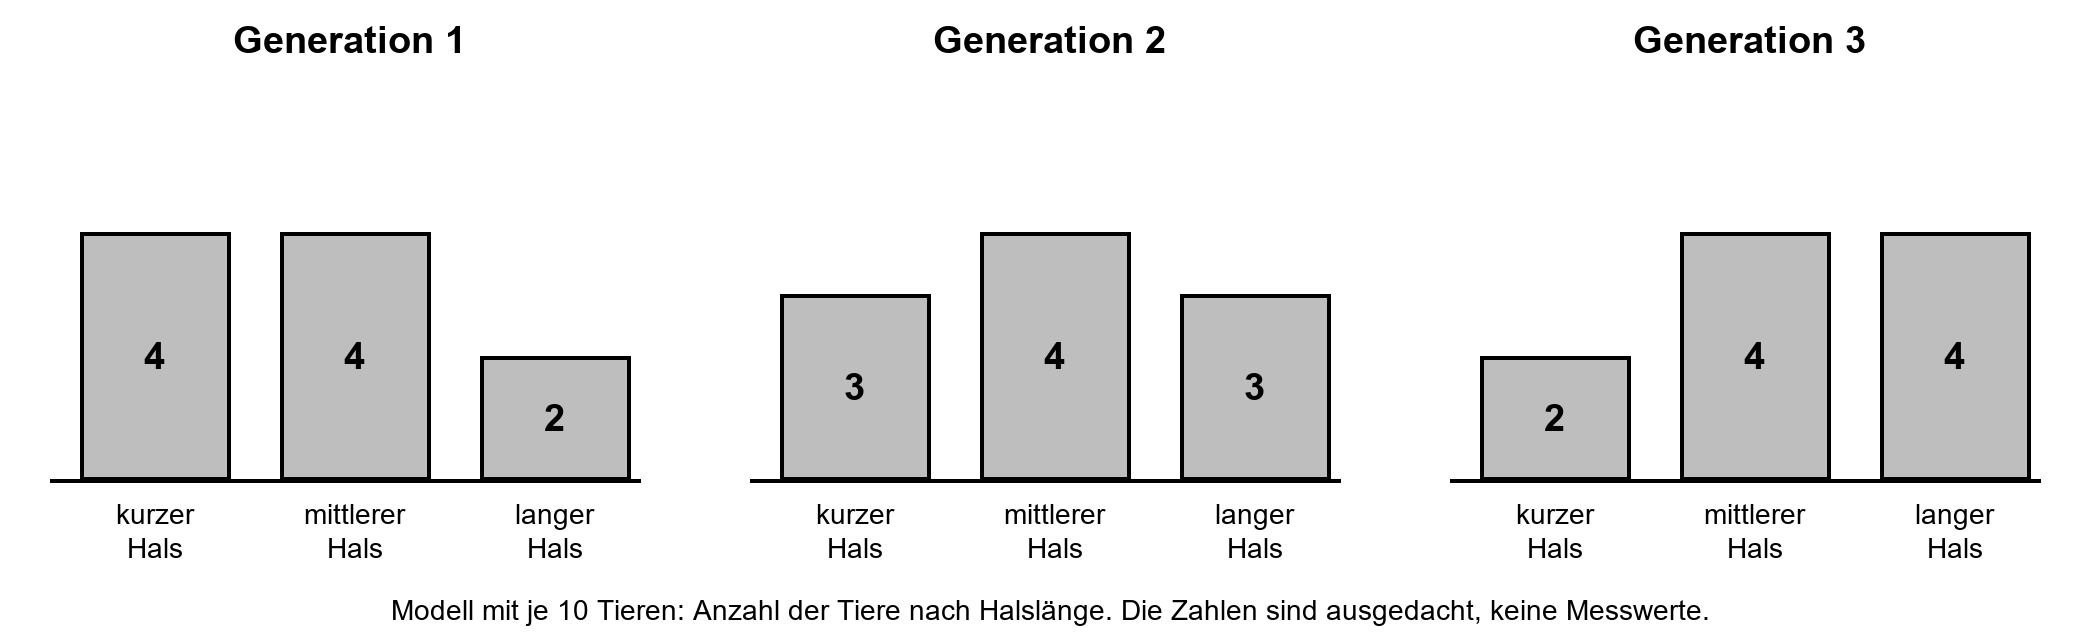 Generation 1
4
4
2
kurzer Hals
mittlerer Hals
langer Hals
Generation 2
3
4
3
kurzer Hals
mittlerer Hals
langer Hals
Generation 3
2
4
4
kurzer Hals
mittlerer Hals
langer Hals
Modell mit je 10 Tieren: Anzahl der Tiere nach Halslänge. Die Zahlen sind ausgedacht, keine Messwerte.